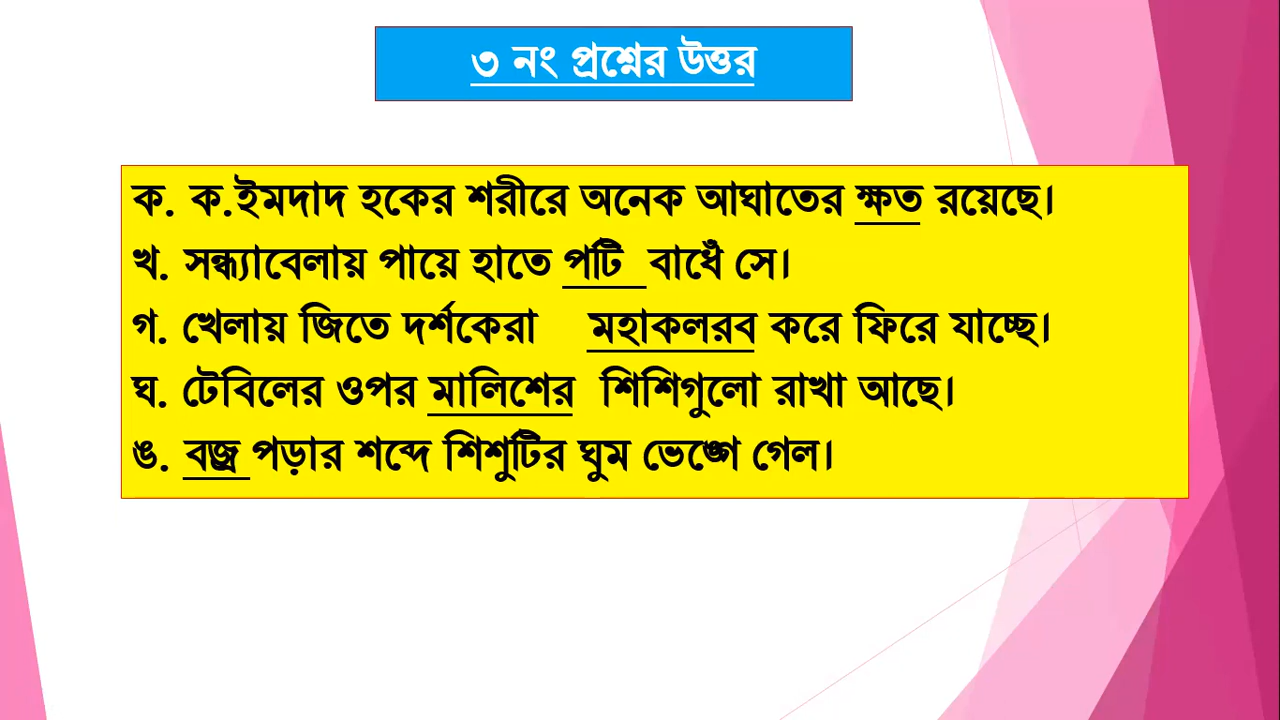 ৩ নং প্রশ্নের উত্তর
ক. ক.ইমদাদ হকের শরীরে অনেক আঘাতের ক্ষত রয়েছে।
খ. সন্ধ্যাবেলায় পায়ে হাতে পটি বাধেঁ সে।
গ. খেলায় জিতে দর্শকেরা মহাকলরব করে ফিরে যাচ্ছে।
ঘ. টেবিলের ওপর মালিশের শিশিগুলো রাখা আছে।
ঙ. বজ্র পড়ার শব্দে শিশুটির ঘুম ভেঙ্গে গেল।